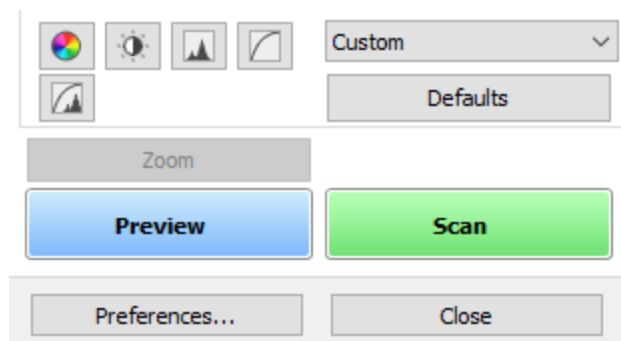 Custom
Defaults
Zoom
Preview
Scan
Preferences...
Close